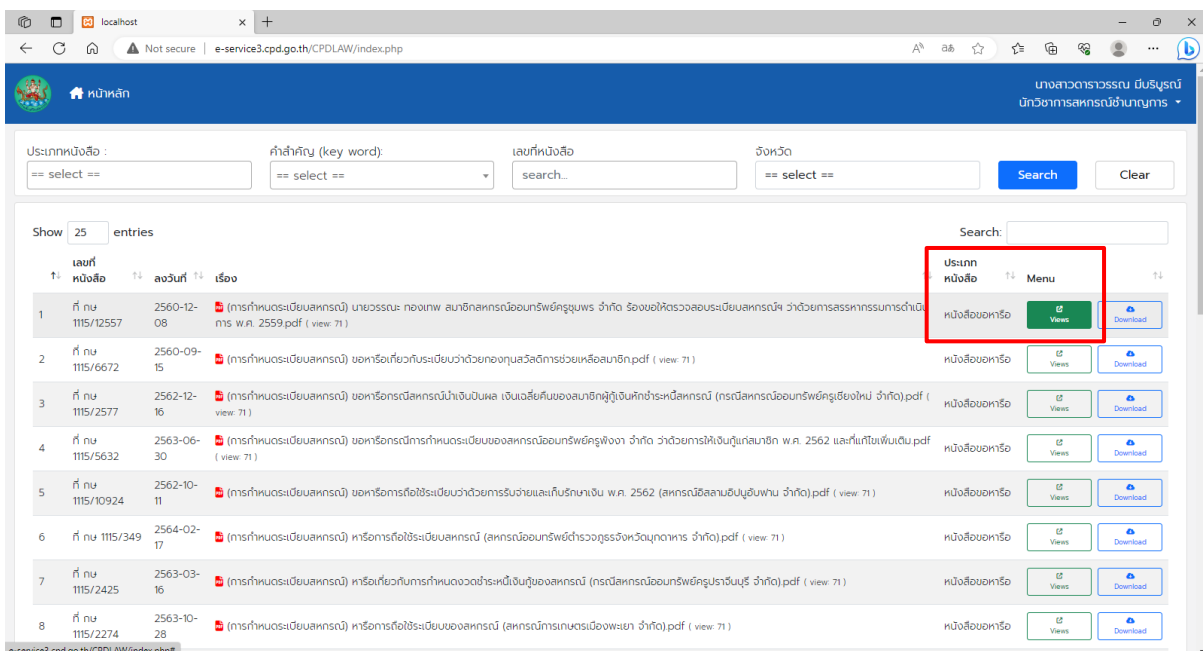 localhost
Not secure | e-service3.cpd.go.th/CPDLAW/index.php
หน้าหลัก
นางสาวดาราวรรณ มีบริบูรณ์
นักวิชาการสหกรณ์ชำนาญการ
ประเภทหนังสือ : คำสำคัญ (key word): เลขที่หนังสือ จังหวัด
== select == == select == search... == select == Search Clear
Show 25 entries Search:
เลขที่ ประเภท
หนังสือ ลงวันที่ เรื่อง หนังสือ Menu
1 ที่ กษ 1115/12557 2560-12-08 (การกำหนดระเบียบสหกรณ์) นายวรรณะ ทองเทพ สมาชิกสหกรณ์ออมทรัพย์ครูชุมพร จำกัด ร้องขอให้ตรวจสอบระเบียบสหกรณ์ฯ ว่าด้วยการสรรหากรรมการดำเนิน
การ พ.ศ. 2559.pdf ( view: 71 ) หนังสือขอหารือ Views Download
2 ที่ กษ 1115/6672 2560-09-15 (การกำหนดระเบียบสหกรณ์) ขอหารือเกี่ยวกับระเบียบว่าด้วยกองทุนสวัสดิการช่วยเหลือสมาชิก.pdf ( view: 71 ) หนังสือขอหารือ Views Download
3 ที่ กษ 1115/2577 2562-12-16 (การกำหนดระเบียบสหกรณ์) ขอหารือกรณีสหกรณ์นำเงินปันผล เงินเฉลี่ยคืนของสมาชิกผู้กู้เงินหักชำระหนี้สหกรณ์ (กรณีสหกรณ์ออมทรัพย์ครูเชียงใหม่ จำกัด).pdf (
view: 71 ) หนังสือขอหารือ Views Download
4 ที่ กษ 1115/5632 2563-06-30 (การกำหนดระเบียบสหกรณ์) ขอหารือกรณีการกำหนดระเบียบของสหกรณ์ออมทรัพย์ครูพังงา จำกัด ว่าด้วยการให้เงินกู้แก่สมาชิก พ.ศ. 2562 และที่แก้ไขเพิ่มเติม.pdf
( view: 71 ) หนังสือขอหารือ Views Download
5 ที่ กษ 1115/10924 2562-10-11 (การกำหนดระเบียบสหกรณ์) ขอหารือการถือใช้ระเบียบว่าด้วยการรับจ่ายและเก็บรักษาเงิน พ.ศ. 2562 (สหกรณ์อิสลามอิบนูอัฟฟาน จำกัด).pdf ( view: 71 ) หนังสือขอหารือ Views Download
6 ที่ กษ 1115/349 2564-02-17 (การกำหนดระเบียบสหกรณ์) หารือการถือใช้ระเบียบสหกรณ์ (สหกรณ์ออมทรัพย์ตำรวจภูธรจังหวัดมุกดาหาร จำกัด).pdf ( view: 71 ) หนังสือขอหารือ Views Download
7 ที่ กษ 1115/2425 2563-03-16 (การกำหนดระเบียบสหกรณ์) หารือเกี่ยวกับการกำหนดงวดชำระหนี้เงินกู้ของสหกรณ์ (กรณีสหกรณ์ออมทรัพย์ครูปราจีนบุรี จำกัด).pdf ( view: 71 ) หนังสือขอหารือ Views Download
8 ที่ กษ 1115/2274 2563-10-28 (การกำหนดระเบียบสหกรณ์) หารือการถือใช้ระเบียบของสหกรณ์ (สหกรณ์การเกษตรเมืองพะเยา จำกัด).pdf ( view: 71 ) หนังสือขอหารือ Views Download
e-service3.cpd.go.th/CPDLAW/index.php#